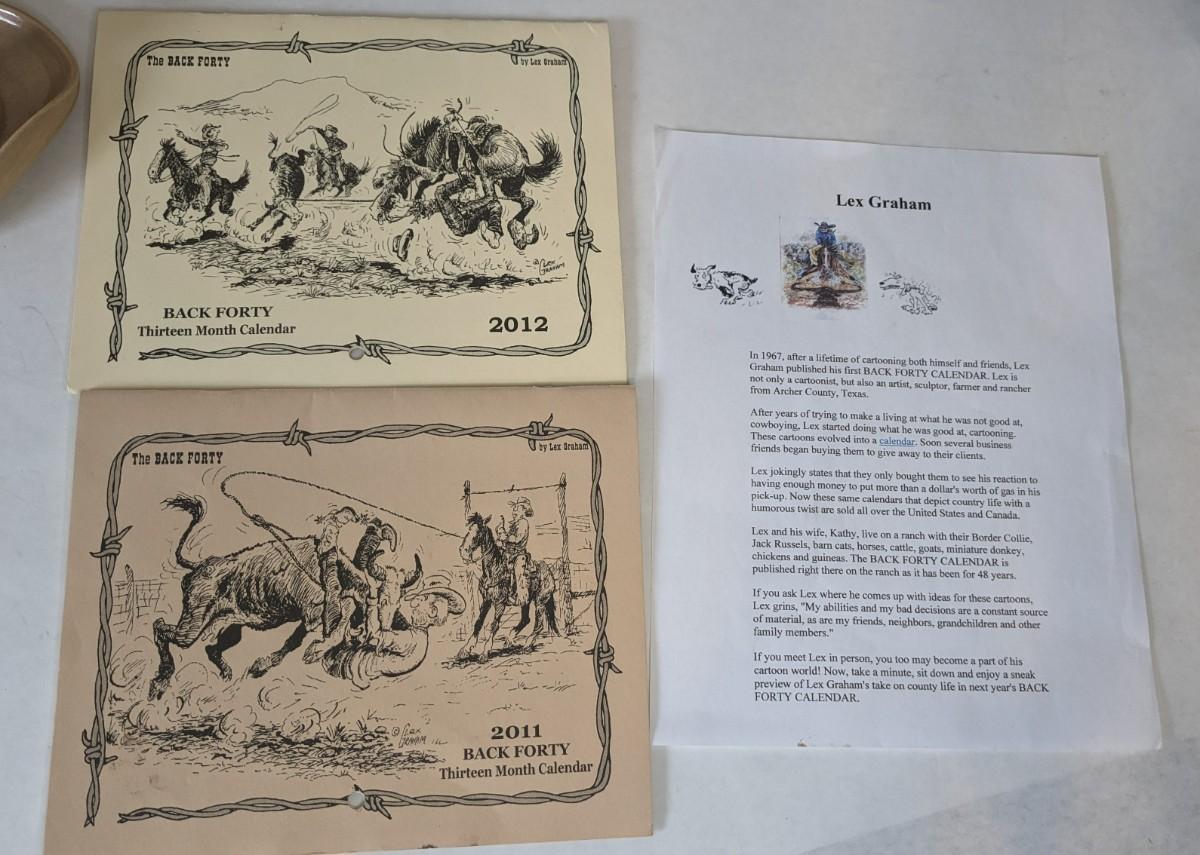 The BACK FORTY
by Lex Graham
© Lex
GRAHAM
BACK FORTY
Thirteen Month Calendar
2012
The BACK FORTY
by Lex Graham
© Lex
GRAHAM
2011
BACK FORTY
Thirteen Month Calendar
Lex Graham
In 1967, after a lifetime of cartooning both himself and friends, Lex
Graham published his first BACK FORTY CALENDAR. Lex is
not only a cartoonist, but also an artist, sculptor, farmer and rancher
from Archer County, Texas.
After years of trying to make a living at what he was not good at,
cowboying, Lex started doing what he was good at, cartooning.
These cartoons evolved into a calendar. Soon several business
friends began buying them to give away to their clients.
Lex jokingly states that they only bought them to see his reaction to
having enough money to put more than a dollar's worth of gas in his
pick-up. Now these same calendars that depict country life with a
humorous twist are sold all over the United States and Canada.
Lex and his wife, Kathy, live on a ranch with their Border Collie,
Jack Russels, barn cats, horses, cattle, goats, miniature donkey,
chickens and guineas. The BACK FORTY CALENDAR is
published right there on the ranch as it has been for 48 years.
If you ask Lex where he comes up with ideas for these cartoons,
Lex grins, "My abilities and my bad decisions are a constant source
of material, as are my friends, neighbors, grandchildren and other
family members."
If you meet Lex in person, you too may become a part of his
cartoon world! Now, take a minute, sit down and enjoy a sneak
preview of Lex Graham's take on county life in next year's BACK
FORTY CALENDAR.